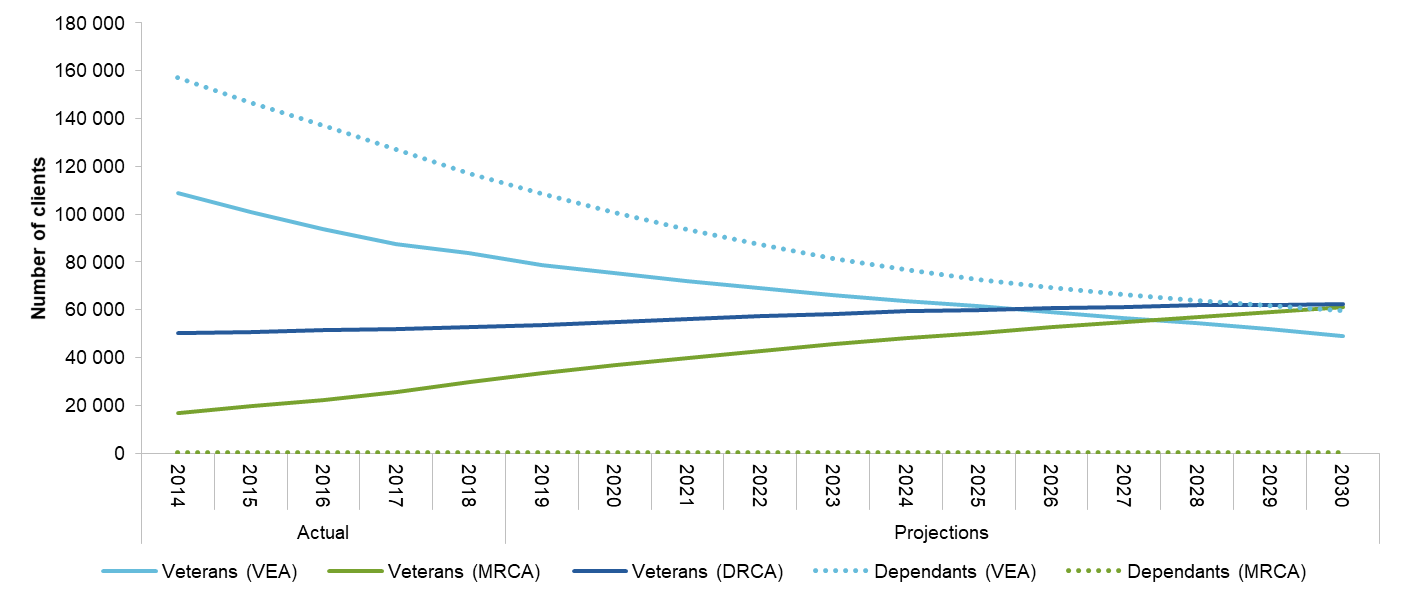 180 000
160 000
140 000
120 000
100 000
80 000
60 000
40 000
20 000
0
Number of clients
2014 2015 2016 2017 2018 2019 2020 2021 2022 2023 2024 2025 2026 2027 2028 2029 2030
Actual Projections
Veterans (VEA) Veterans (MRCA) Veterans (DRCA) Dependants (VEA) Dependants (MRCA)